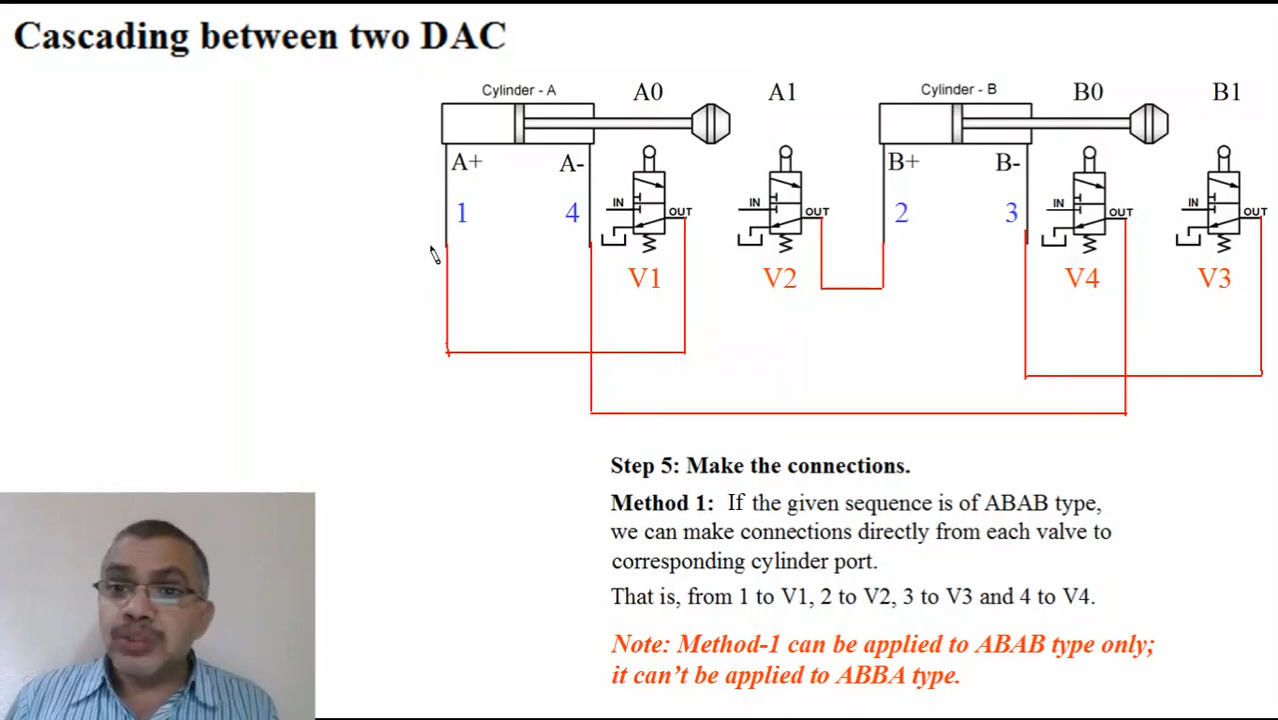 Cascading between two DAC
Cylinder - A
A0
A1
Cylinder - B
B0
B1
A+
A-
B+
B-
1
4
IN
OUT
IN
OUT
2
3
IN
OUT
IN
OUT
V1
V2
V4
V3
Step 5: Make the connections.
Method 1: If the given sequence is of ABAB type,
we can make connections directly from each valve to
corresponding cylinder port.
That is, from 1 to V1, 2 to V2, 3 to V3 and 4 to V4.
Note: Method-1 can be applied to ABAB type only;
it can't be applied to ABBA type.